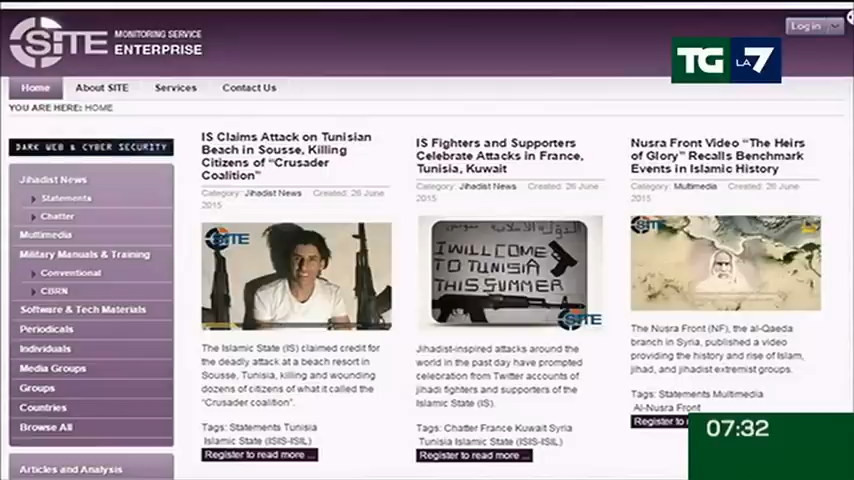 SITE MONITORING SERVICE
ENTERPRISE
Log in
TG LA7
Home About SITE Services Contact Us
YOU ARE HERE: HOME
DARK WEB & CYBER SECURITY
Jihadist News
Statements
Chatter
Multimedia
Military Manuals & Training
Conventional
CBRN
Software & Tech Materials
Periodicals
Individuals
Media Groups
Groups
Countries
Browse All
Articles and Analysis
IS Claims Attack on Tunisian
Beach in Sousse, Killing
Citizens of "Crusader
Coalition"
Category: Jihadist News Created: 26 June
2015
SITE
The Islamic State (IS) claimed credit for
the deadly attack at a beach resort in
Sousse, Tunisia, killing and wounding
dozens of citizens of what it called the
"Crusader coalition".
Tags: Statements Tunisia
Islamic State (ISIS-ISIL)
Register to read more ...
IS Fighters and Supporters
Celebrate Attacks in France,
Tunisia, Kuwait
Category: Jihadist News Created: 26 June
2015
I WILL COME
TO TUNISIA
THIS SUMMER
SITE
Jihadist-inspired attacks around the
world in the past day have prompted
celebration from Twitter accounts of
jihadi fighters and supporters of the
Islamic State (IS).
Tags: Chatter France Kuwait Syria
Tunisia Islamic State (ISIS-ISIL)
Register to read more ...
Nusra Front Video "The Heirs
of Glory" Recalls Benchmark
Events in Islamic History
Category: Multimedia Created: 26 June
2015
SITE
The Nusra Front (NF), the al-Qaeda
branch in Syria, published a video
providing the history and rise of Islam,
jihad, and jihadist extremist groups.
Tags: Statements Multimedia
Al-Nusra Front
Register to
07:32